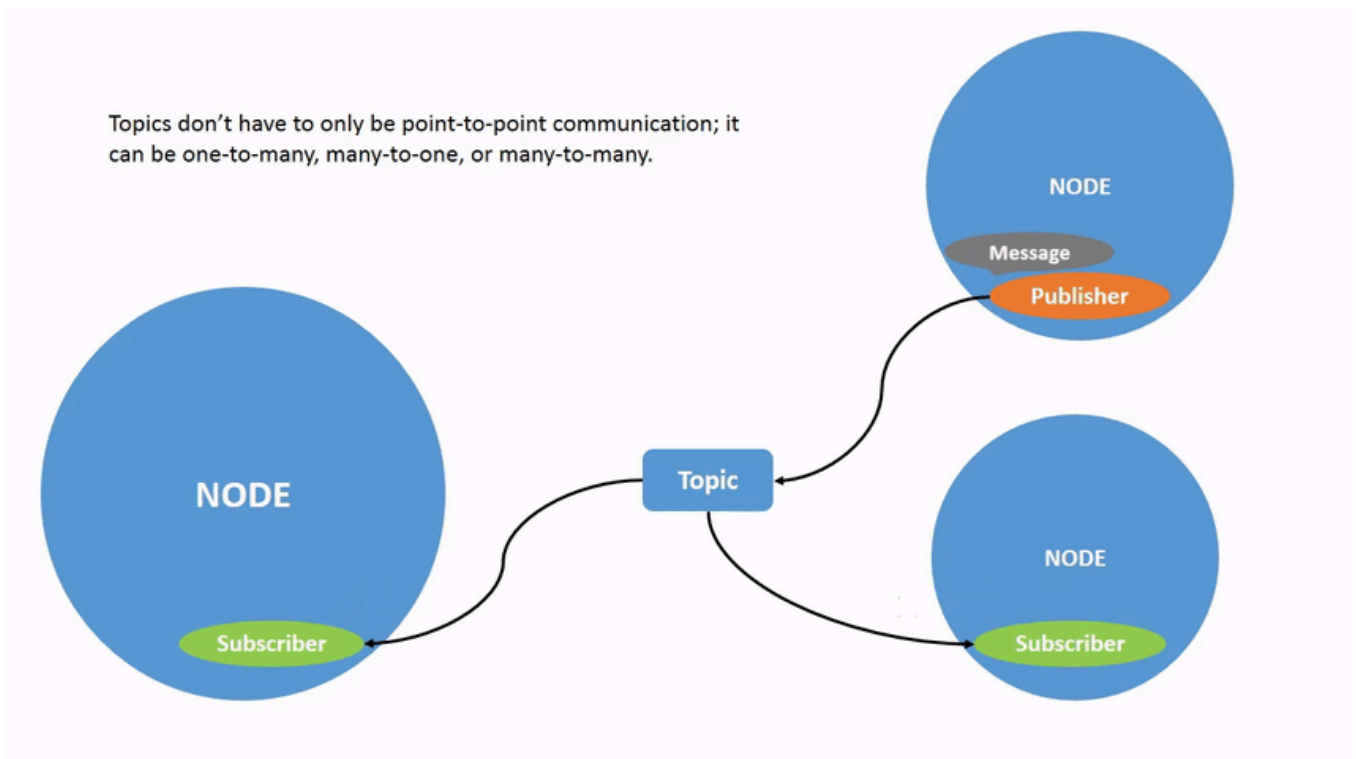 Topics don’t have to only be point-to-point communication; it
can be one-to-many, many-to-one, or many-to-many.
NODE
Message
Publisher
Topic
NODE
Subscriber
NODE
Subscriber